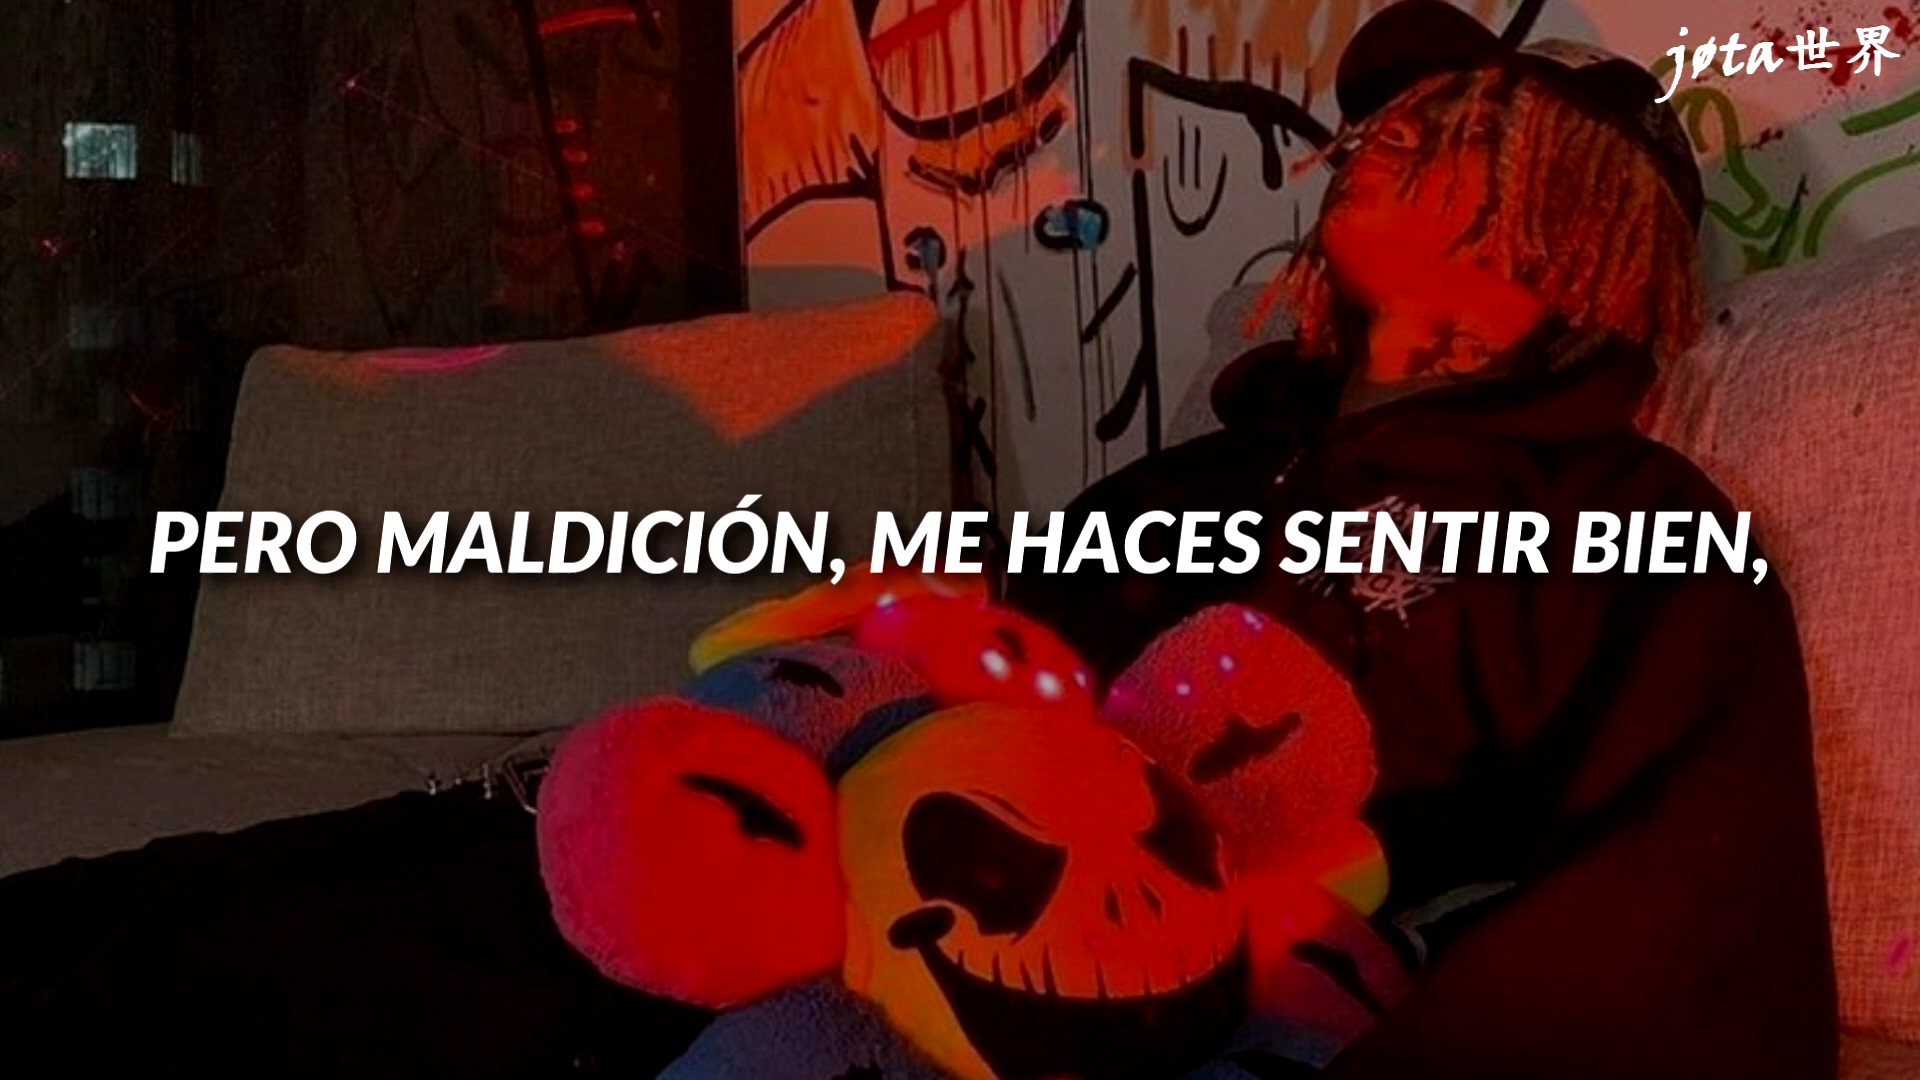 jøta世界
PERO MALDICIÓN, ME HACES SENTIR BIEN,